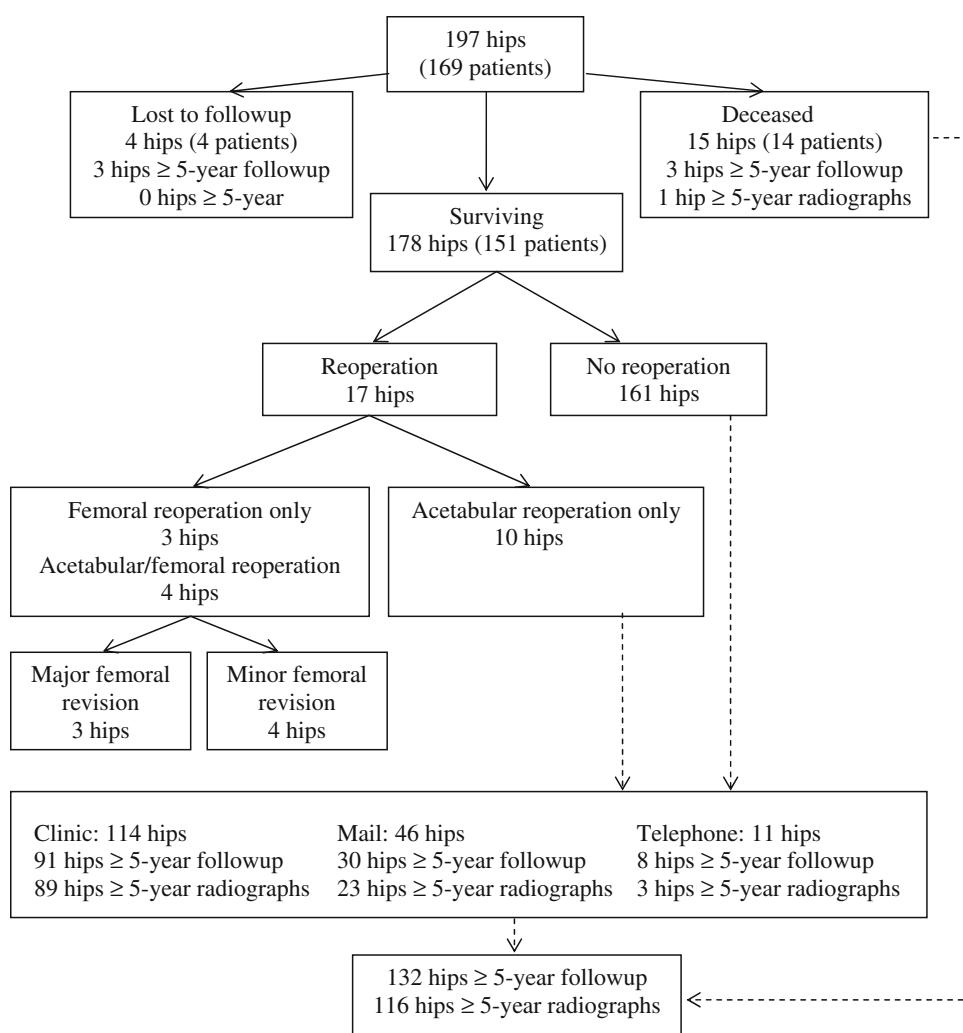 197 hips
(169 patients)
Lost to followup
4 hips (4 patients)
3 hips ≥ 5-year followup
0 hips ≥ 5-year
Deceased
15 hips (14 patients)
3 hips ≥ 5-year followup
1 hip ≥ 5-year radiographs
Surviving
178 hips (151 patients)
Reoperation
17 hips
No reoperation
161 hips
Femoral reoperation only
3 hips
Acetabular/femoral reoperation
4 hips
Acetabular reoperation only
10 hips
Major femoral
revision
3 hips
Minor femoral
revision
4 hips
Clinic: 114 hips
91 hips ≥ 5-year followup
89 hips ≥ 5-year radiographs
Mail: 46 hips
30 hips ≥ 5-year followup
23 hips ≥ 5-year radiographs
Telephone: 11 hips
8 hips ≥ 5-year followup
3 hips ≥ 5-year radiographs
132 hips ≥ 5-year followup
116 hips ≥ 5-year radiographs